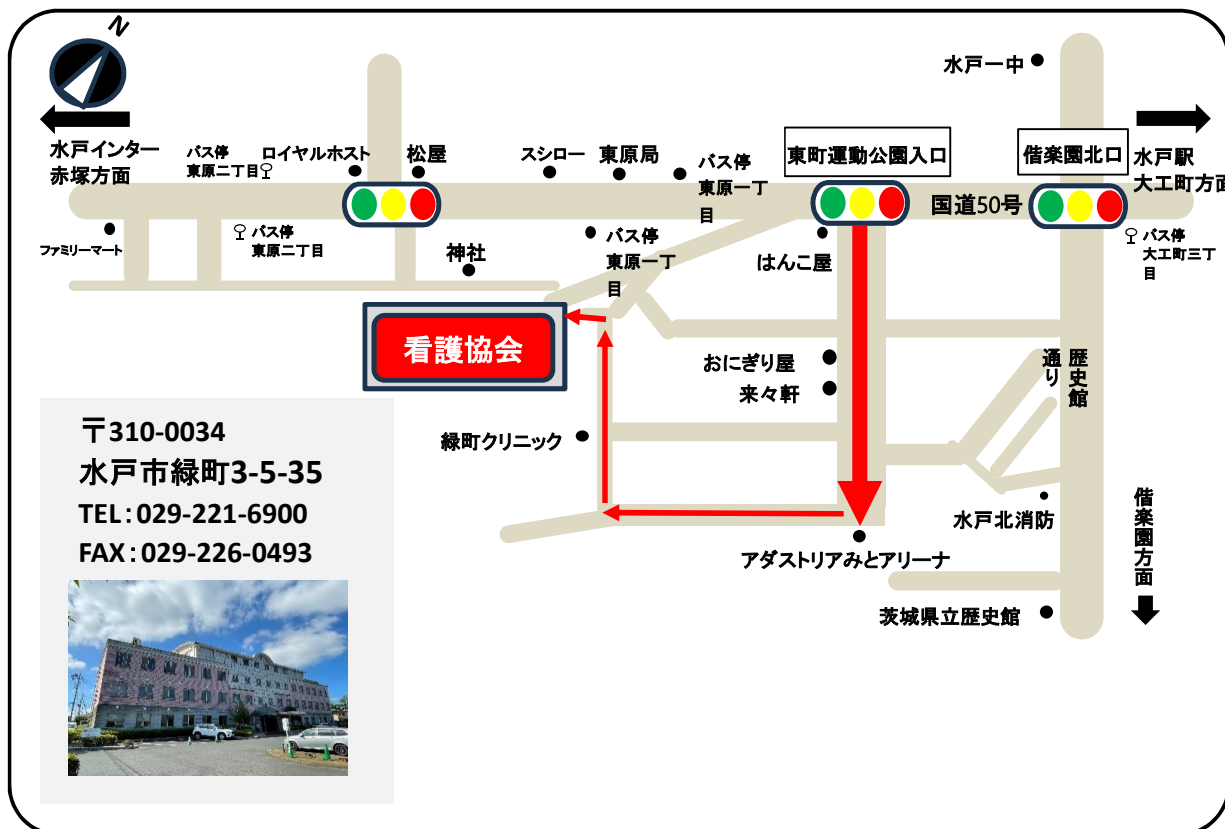 N
水戸一中
水戸インター
赤塚方面
バス停
東原二丁目
ロイヤルホスト
松屋
スシロー
東原局
バス停
東原一丁
目
東町運動公園入口
偕楽園北口
水戸駅
大工町方面
国道50号
ファミリーマート
バス停
東原二丁目
神社
バス停
東原一丁
目
はんこ屋
バス停
大工町三丁
目
看護協会
おにぎり屋
来々軒
歴史館
通り
緑町クリニック
水戸北消防
偕楽園方面
アダストリアみとアリーナ
茨城県立歴史館
〒310-0034
水戸市緑町3-5-35
TEL:029-221-6900
FAX:029-226-0493